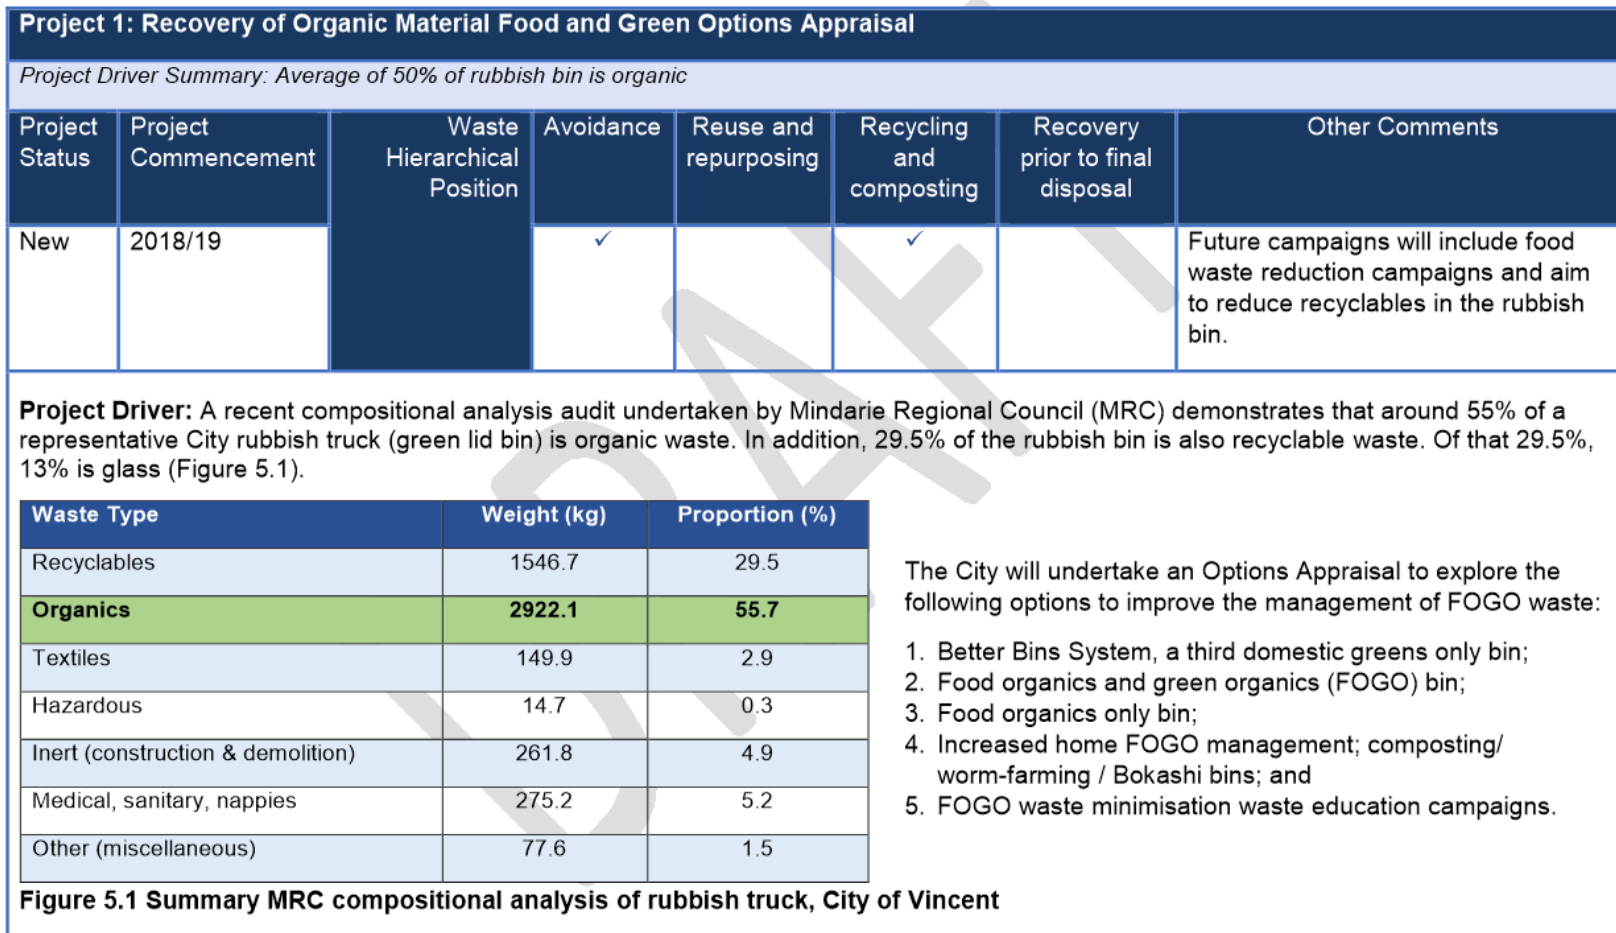 Project 1: Recovery of Organic Material Food and Green Options Appraisal
Project Driver Summary: Average of 50% of rubbish bin is organic
Project Status
Project Commencement
Waste Hierarchical Position
Avoidance
Reuse and repurposing
Recycling and composting
Recovery prior to final disposal
Other Comments
New
2018/19
✓
✓
Future campaigns will include food
waste reduction campaigns and aim
to reduce recyclables in the rubbish
bin.
Project Driver: A recent compositional analysis audit undertaken by Mindarie Regional Council (MRC) demonstrates that around 55% of a
representative City rubbish truck (green lid bin) is organic waste. In addition, 29.5% of the rubbish bin is also recyclable waste. Of that 29.5%,
13% is glass (Figure 5.1).
Waste Type Weight (kg) Proportion (%)
Recyclables 1546.7 29.5
Organics 2922.1 55.7
Textiles 149.9 2.9
Hazardous 14.7 0.3
Inert (construction & demolition) 261.8 4.9
Medical, sanitary, nappies 275.2 5.2
Other (miscellaneous) 77.6 1.5
Figure 5.1 Summary MRC compositional analysis of rubbish truck, City of Vincent
The City will undertake an Options Appraisal to explore the
following options to improve the management of FOGO waste:
1. Better Bins System, a third domestic greens only bin;
2. Food organics and green organics (FOGO) bin;
3. Food organics only bin;
4. Increased home FOGO management; composting/
worm-farming / Bokashi bins; and
5. FOGO waste minimisation waste education campaigns.
DRAFT